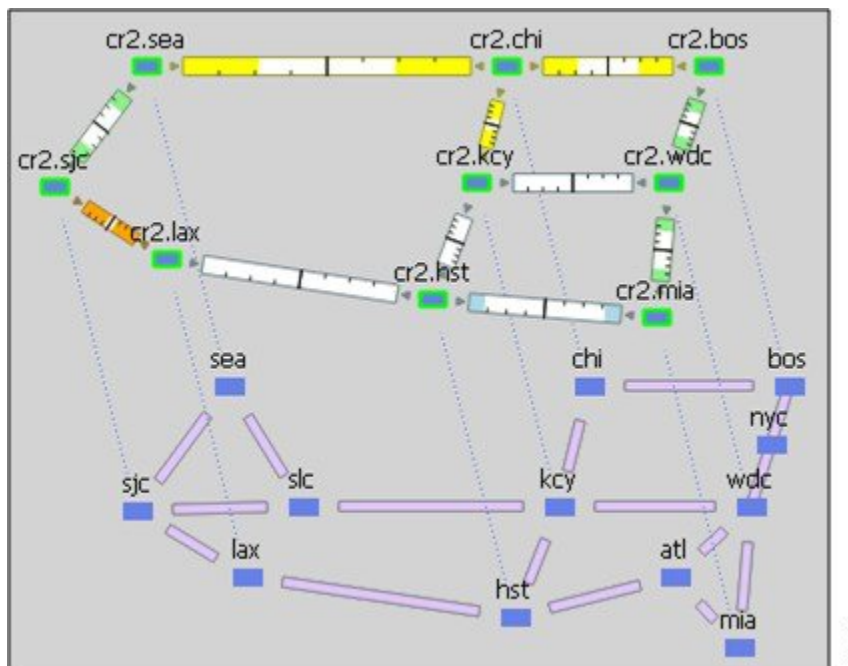 cr2.sea
cr2.chi
cr2.bos
cr2.sjc
cr2.kcy
cr2.wdc
cr2.lax
cr2.hst
cr2.mia
sea
chi
bos
nyc
sjc
slc
kcy
wdc
lax
atl
hst
mia